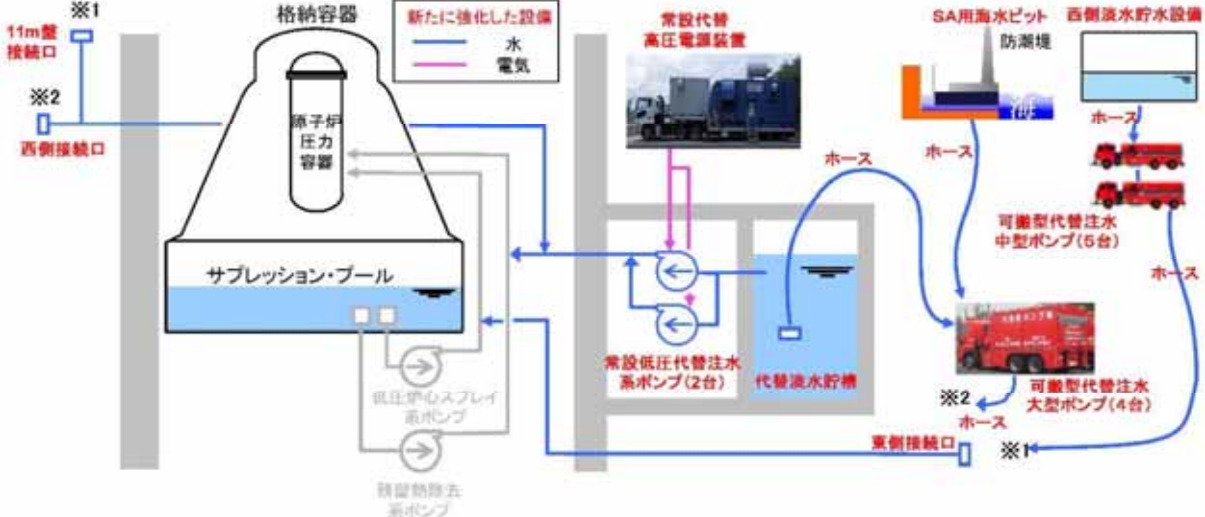 ※1
11m盤
接続口
※2
西側接続口
格納容器
原子炉
圧力
容器
サプレッション・プール
低圧炉心スプレイ
系ポンプ
残留熱除去
系ポンプ
新たに強化した設備
水
電気
常設代替
高圧電源装置
常設低圧代替注水
系ポンプ(2台)
代替淡水貯槽
ホース
SA用海水ピット
防潮堤
海
ホース
西側淡水貯水設備
ホース
可搬型代替注水
中型ポンプ(5台)
ホース
可搬型代替注水
大型ポンプ(4台)
※2
ホース
東側接続口
※1